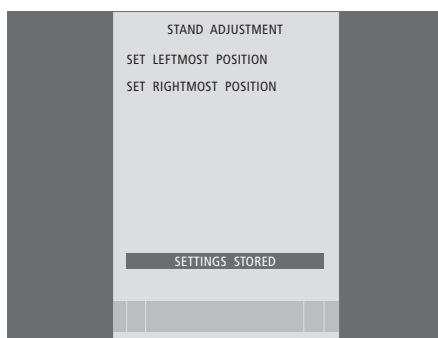 STAND ADJUSTMENT
SET LEFTMOST POSITION
SET RIGHTMOST POSITION
SETTINGS STORED